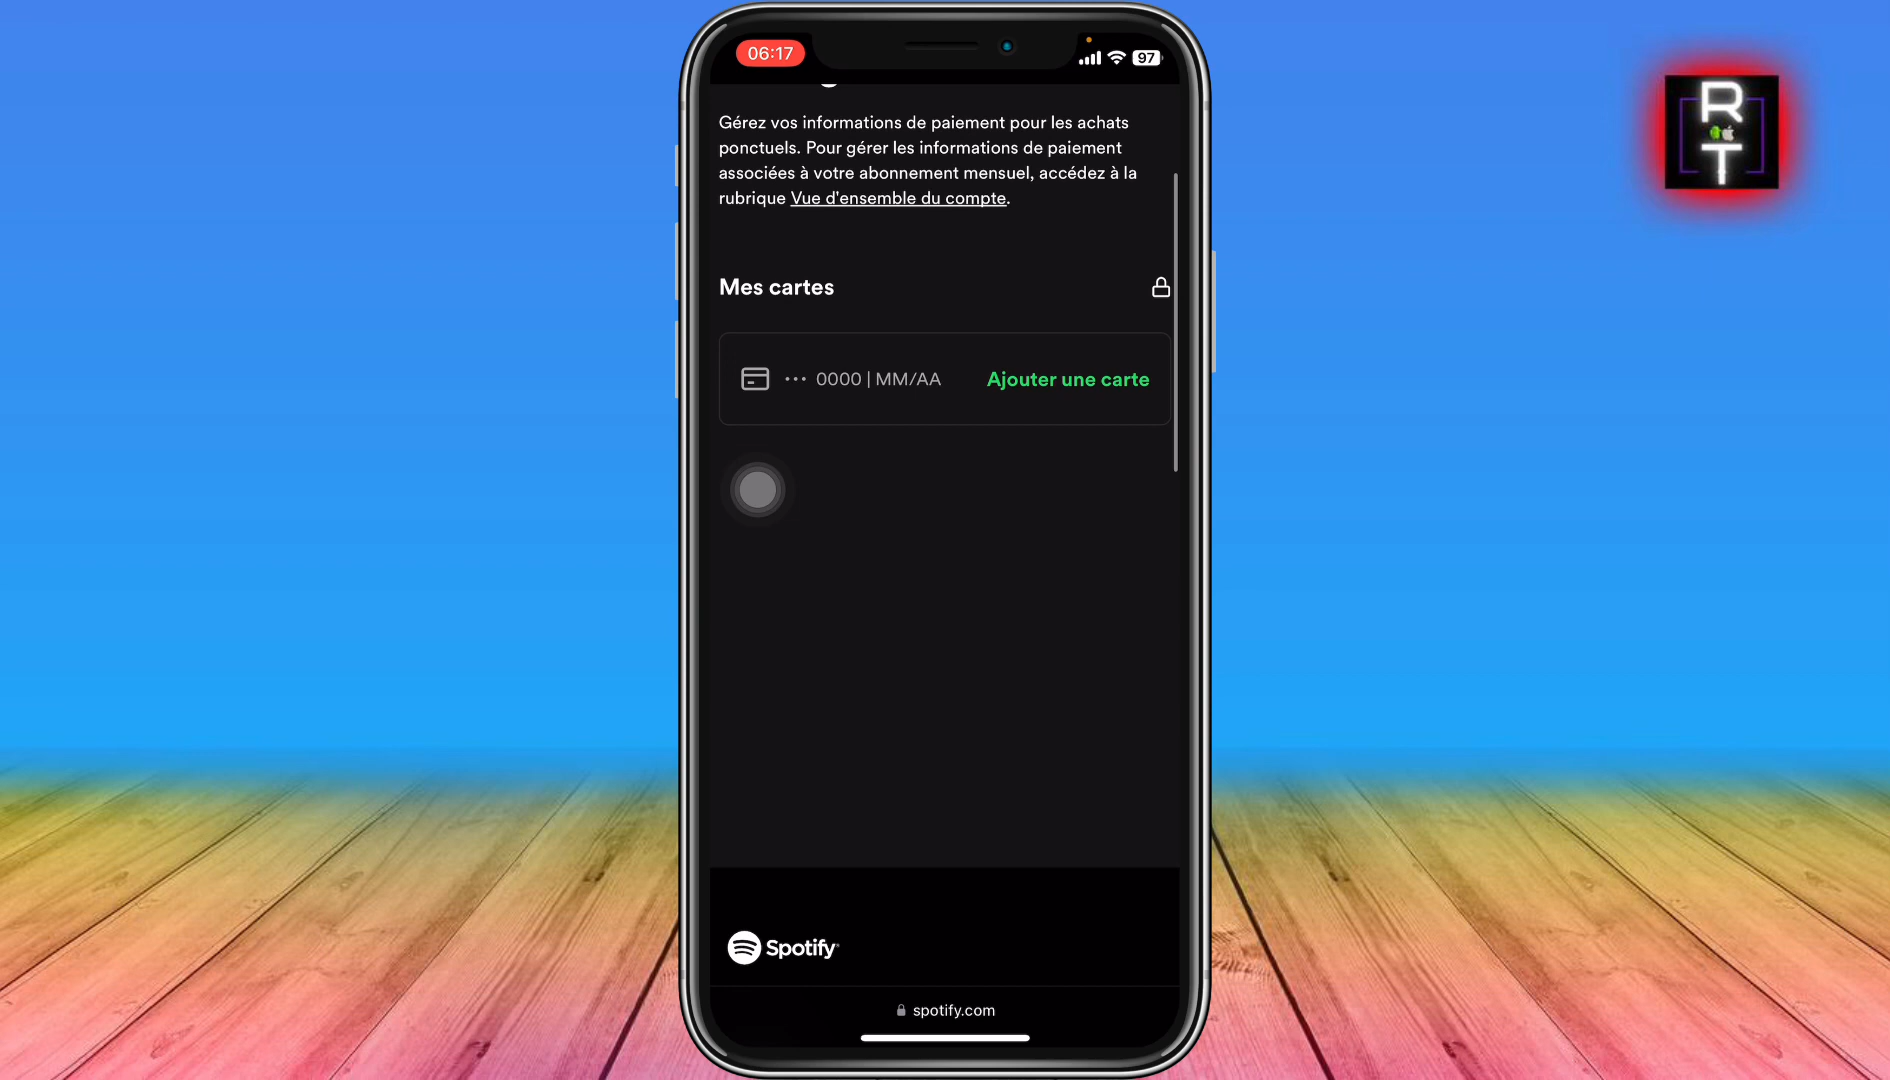 06:17
97
R
T
Gérez vos informations de paiement pour les achats
ponctuels. Pour gérer les informations de paiement
associées à votre abonnement mensuel, accédez à la
rubrique Vue d'ensemble du compte.
Mes cartes
••• 0000 | MM/AA
Ajouter une carte
Spotify
spotify.com